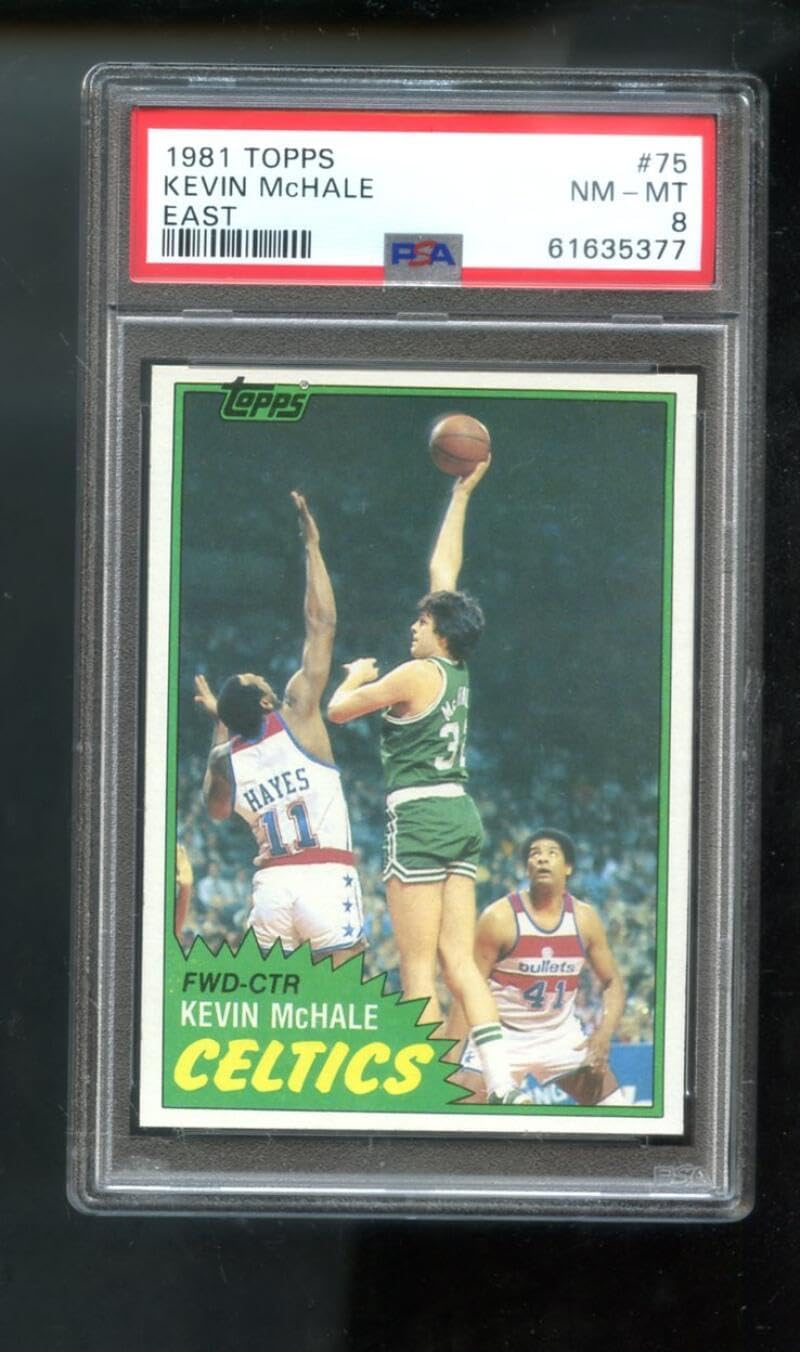 1981 TOPPS #75
KEVIN McHALE NM - MT
EAST 8
PSA 61635377
Topps®
HAYES
11
bullets
41
FWD-CTR
KEVIN McHALE
CELTICS
PSA